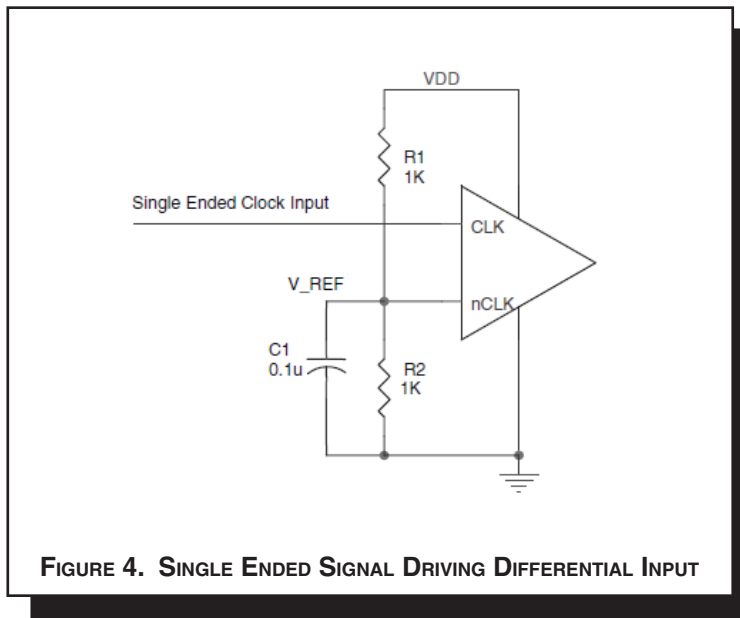 VDD
R1
1K
Single Ended Clock Input
CLK
V_REF
nCLK
C1
0.1u
R2
1K
FIGURE 4. SINGLE ENDED SIGNAL DRIVING DIFFERENTIAL INPUT